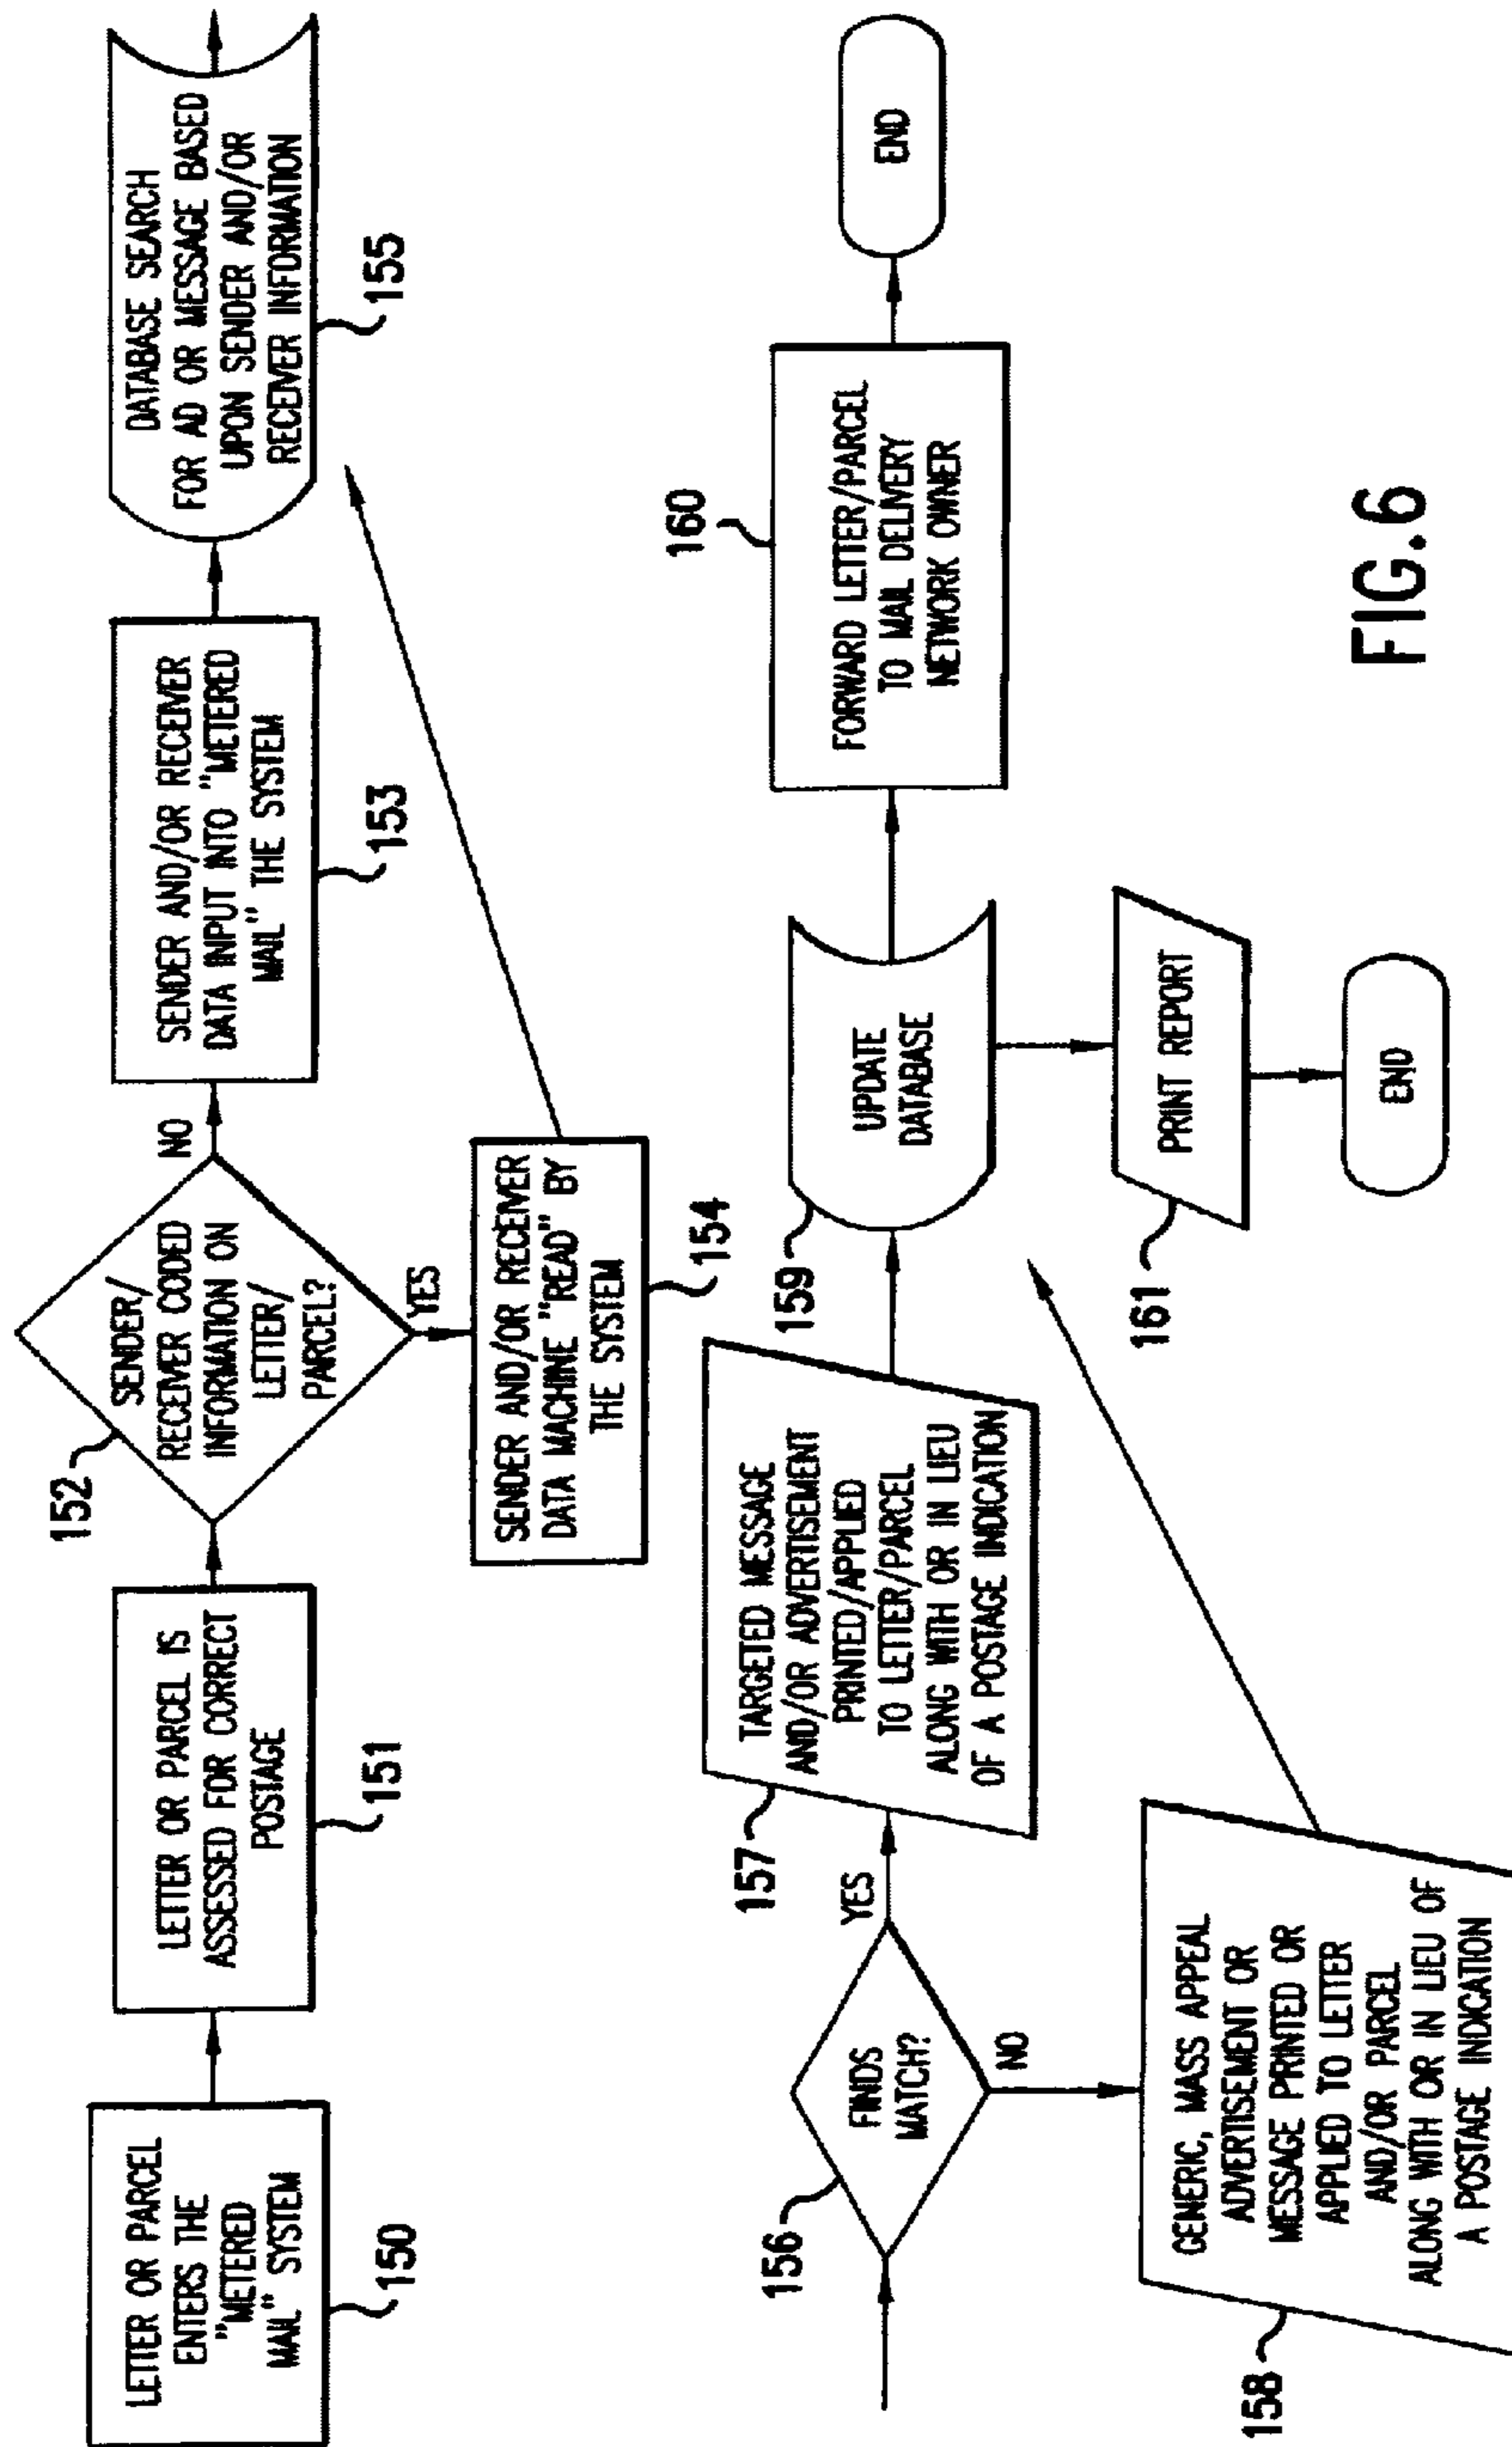 LETTER OR PARCEL
ENTERS THE
"METERED
MAIL" SYSTEM
150
LETTER OR PARCEL IS
ASSESSED FOR CORRECT
POSTAGE
151
152
SENDER/
RECEIVER CODED
INFORMATION ON
LETTER/
PARCEL?
NO
YES
SENDER AND/OR RECEIVER
DATA INPUT INTO "METERED
MAIL" THE SYSTEM
153
SENDER AND/OR RECEIVER
DATA MACHINE "READ" BY
THE SYSTEM
154
DATABASE SEARCH
FOR AD OR MESSAGE BASED
UPON SENDER AND/OR
RECEIVER INFORMATION
155
156
FINDS
MATCH?
YES
NO
157
TARGETED MESSAGE
AND/OR ADVERTISEMENT
PRINTED/APPLIED
TO LETTER/PARCEL
ALONG WITH OR IN LIEU
OF A POSTAGE INDICATION
158
GENERIC, MASS APPEAL
ADVERTISEMENT OR
MESSAGE PRINTED OR
APPLIED TO LETTER
AND/OR PARCEL
ALONG WITH OR IN LIEU OF
A POSTAGE INDICATION
159
UPDATE
DATABASE
160
FORWARD LETTER/PARCEL
TO MAIL DELIVERY
NETWORK OWNER
END
161
PRINT REPORT
END
FIG.6